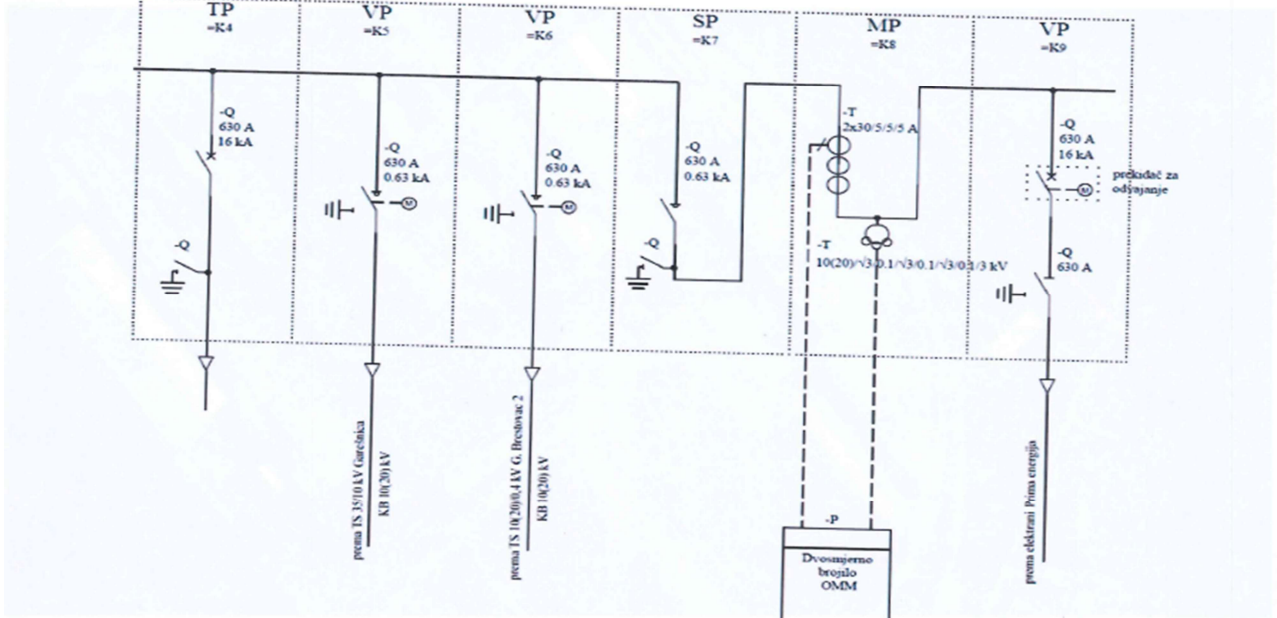 TP
=K4
VP
=K5
VP
=K6
SP
=K7
MP
=K8
VP
=K9
-Q
630 A
16 kA
-Q
-Q
630 A
0.63 kA
M
-Q
630 A
0.63 kA
M
-Q
630 A
0.63 kA
-Q
-T
2x30/5/5/5 A
-T
10(20)/√3/0.1/√3/0.1/√3/0.1/3 kV
-Q
630 A
16 kA
M
prekidač za
odvajanje
-Q
630 A
prema TS 35/10 kV Garešnica
KB 10(20) kV
prema TS 10(20)/0,4 kV G. Brestovac 2
KB 10(20) kV
prema elektrani Prima energija
-P
Dvosmjerno
brojilo
OMM